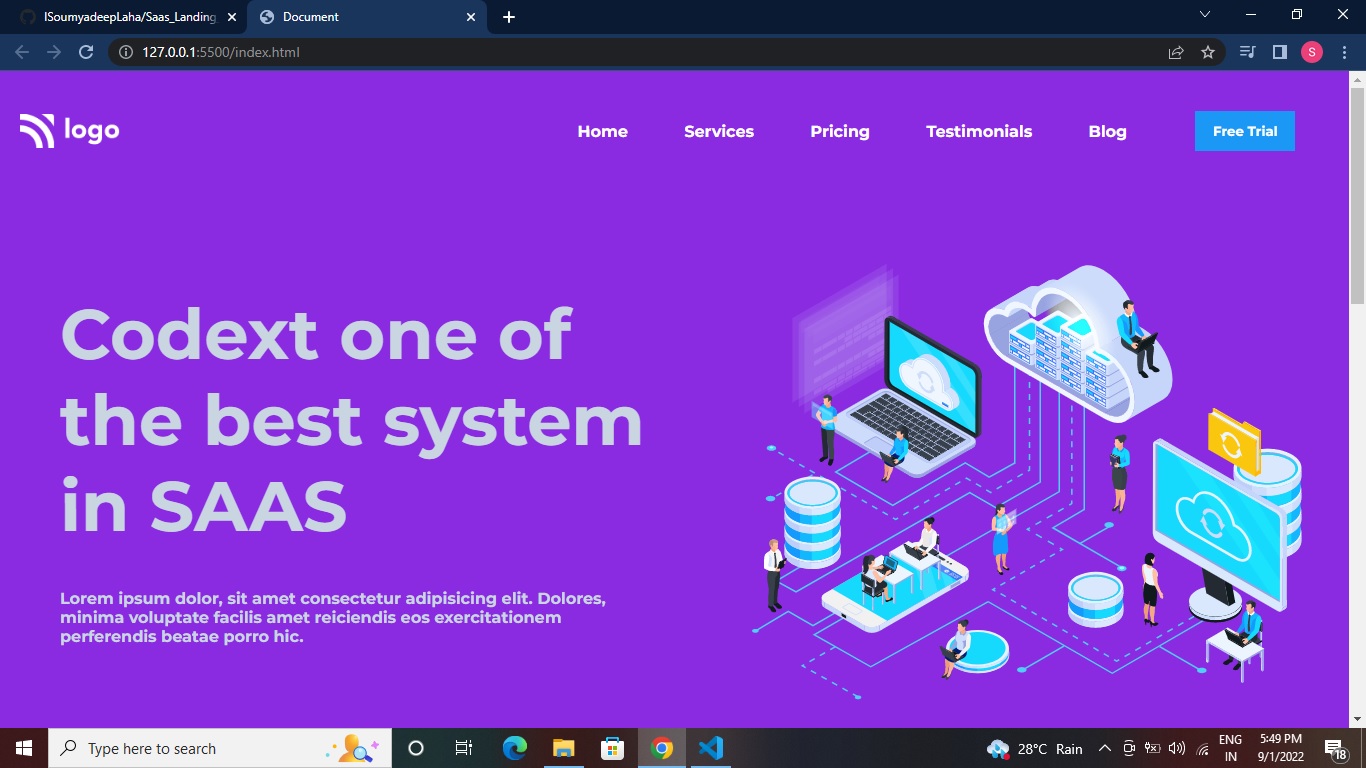 ISoumyadeepLaha/Saas_Landing
Document
127.0.0.1:5500/index.html
S
logo
Home
Services
Pricing
Testimonials
Blog
Free Trial
Codext one of
the best system
in SAAS
Lorem ipsum dolor, sit amet consectetur adipisicing elit. Dolores,
minima voluptate facilis amet reiciendis eos exercitationem
perferendis beatae porro hic.
Type here to search
28°C Rain
ENG
IN
5:49 PM
9/1/2022
18